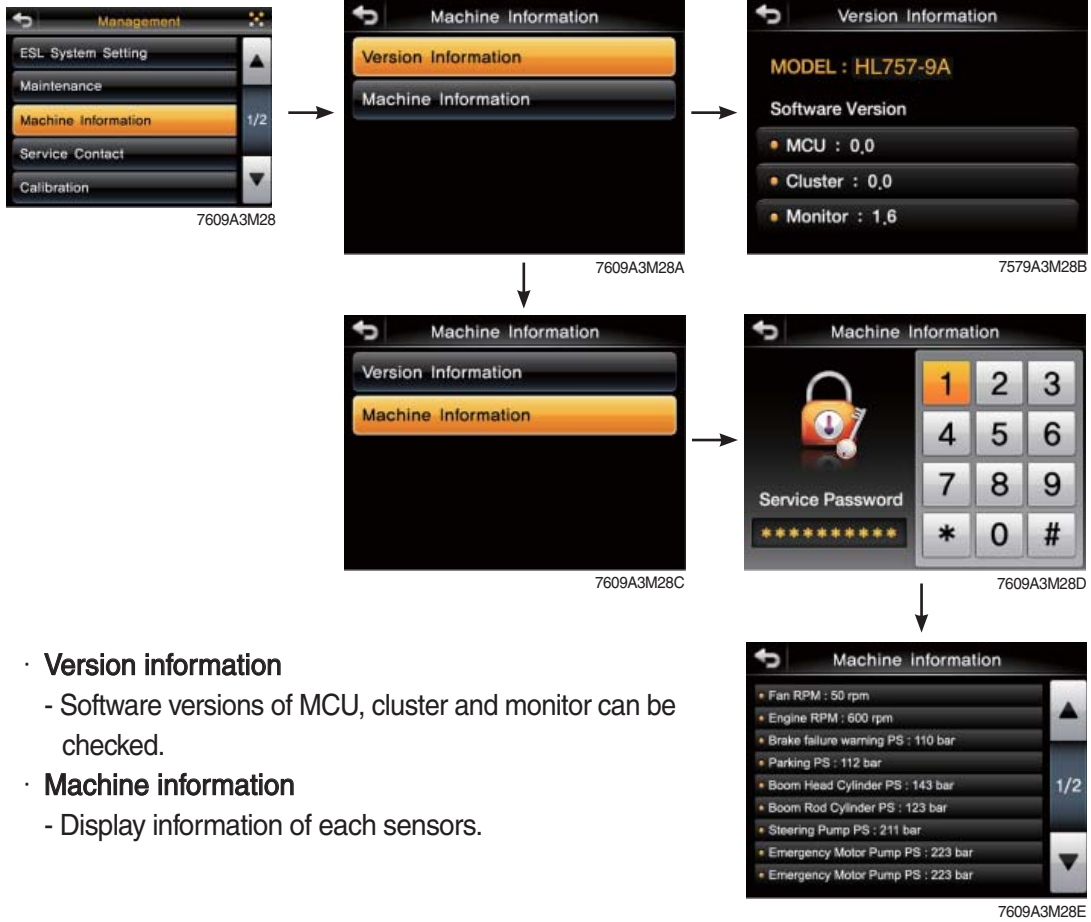 Management
ESL System Setting
Maintenance
Machine Information
Service Contact
Calibration
1/2
7609A3M28
Machine Information
Version Information
Machine Information
7609A3M28A
Version Information
MODEL : HL757-9A
Software Version
• MCU : 0.0
• Cluster : 0.0
• Monitor : 1.6
7579A3M28B
Machine Information
Version Information
Machine Information
7609A3M28C
Machine Information
1 2 3
4 5 6
7 8 9
* 0 #
Service Password
**********
7609A3M28D
· Version information
- Software versions of MCU, cluster and monitor can be
checked.
· Machine information
- Display information of each sensors.
Machine information
• Fan RPM : 50 rpm
• Engine RPM : 600 rpm
• Brake failure warning PS : 110 bar
• Parking PS : 112 bar
• Boom Head Cylinder PS : 143 bar
• Boom Rod Cylinder PS : 123 bar
• Steering Pump PS : 211 bar
• Emergency Motor Pump PS : 223 bar
• Emergency Motor Pump PS : 223 bar
1/2
7609A3M28E